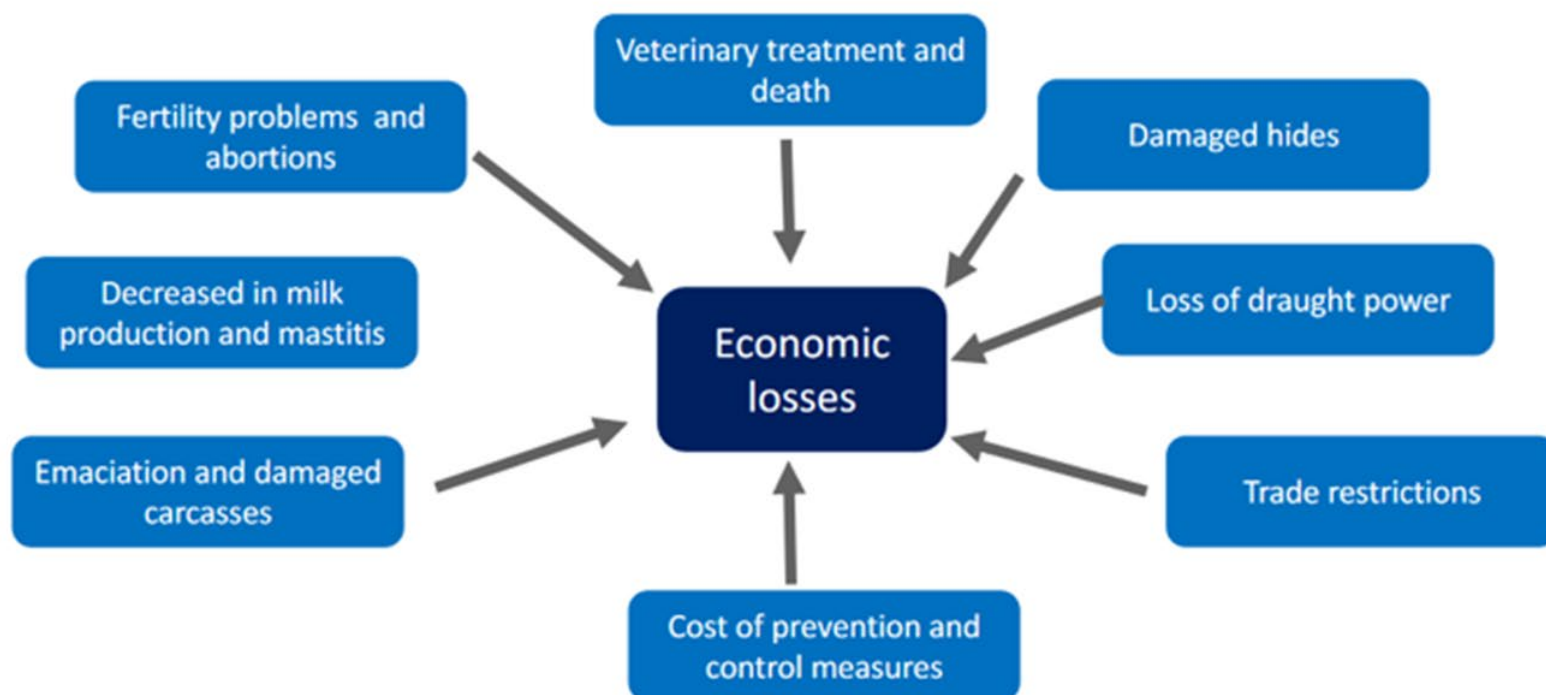 Veterinary treatment and
death
Fertility problems and
abortions
Damaged hides
Decreased in milk
production and mastitis
Loss of draught power
Economic
losses
Emaciation and damaged
carcasses
Trade restrictions
Cost of prevention and
control measures